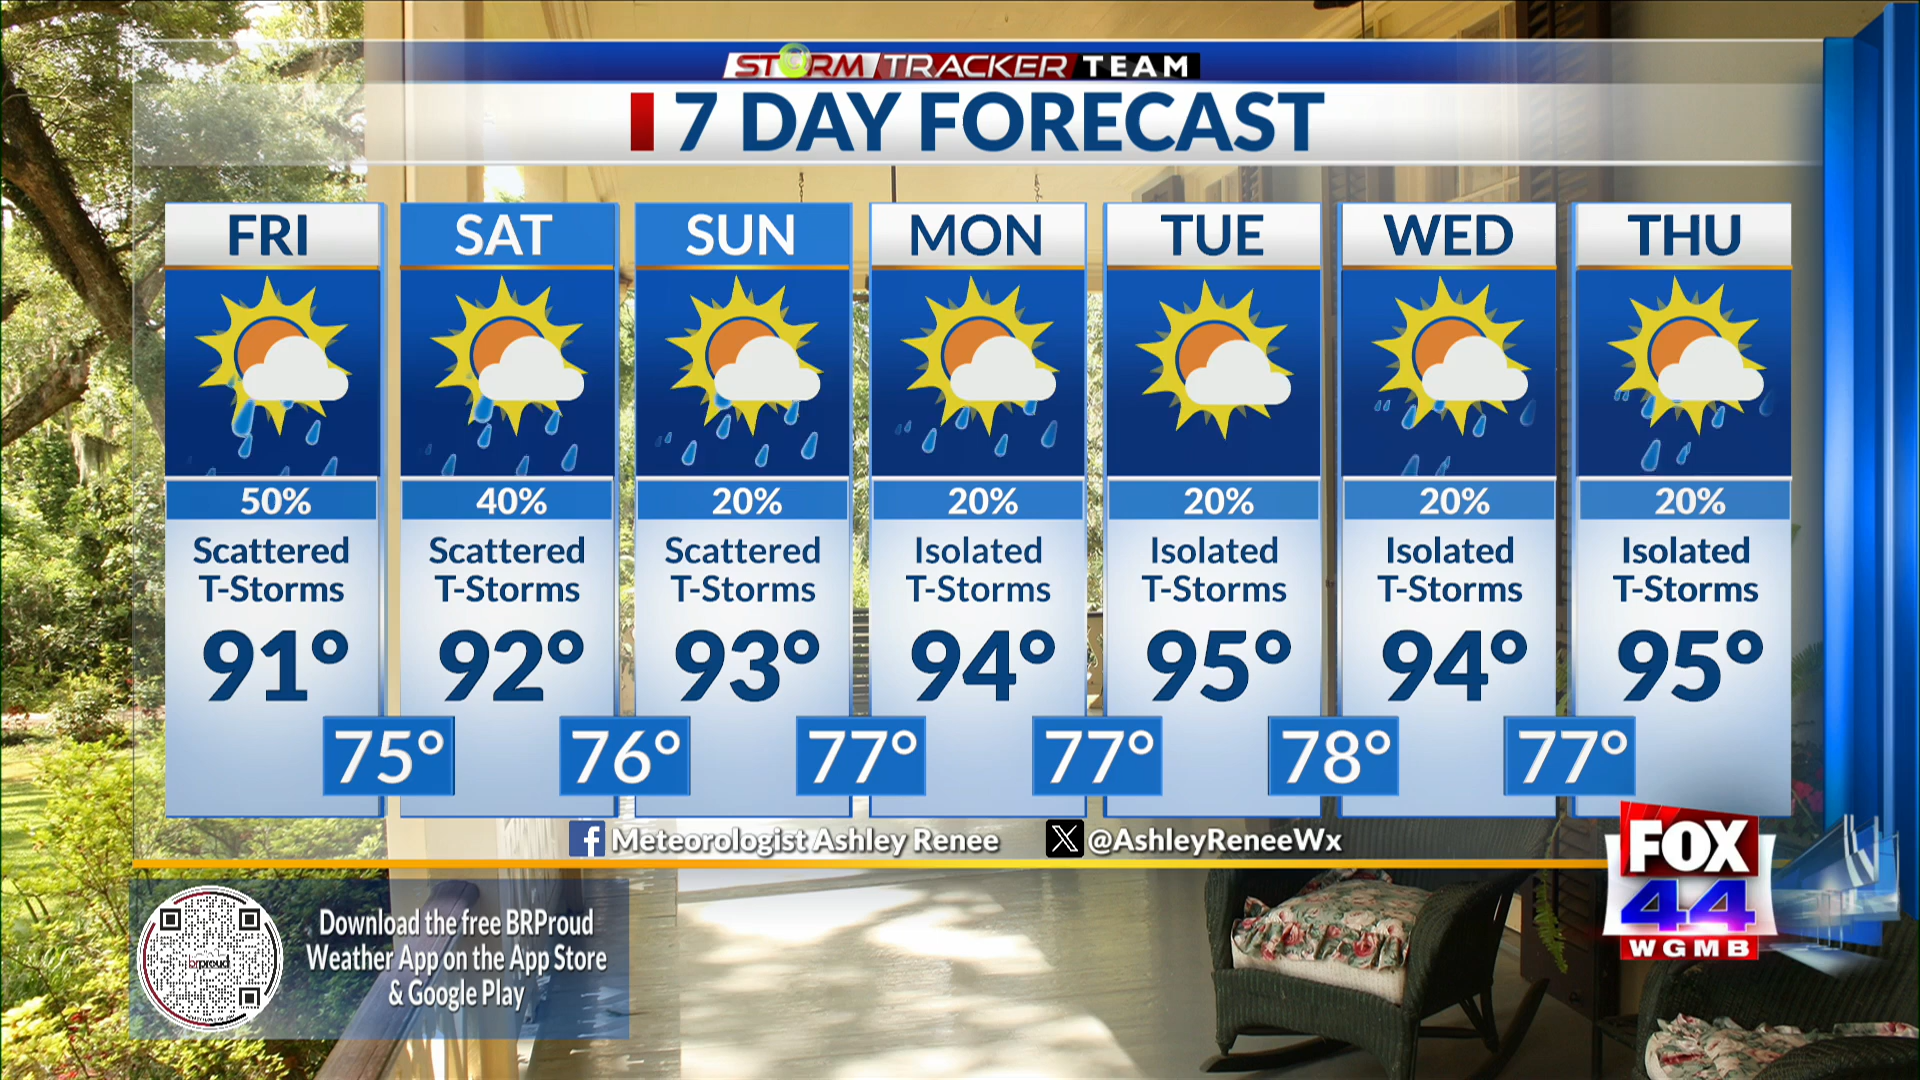 STORM TRACKER TEAM
7 DAY FORECAST
FRI SAT SUN MON TUE WED THU
50% 40% 20% 20% 20% 20% 20%
Scattered Scattered Scattered Isolated Isolated Isolated Isolated
T-Storms T-Storms T-Storms T-Storms T-Storms T-Storms T-Storms
91° 92° 93° 94° 95° 94° 95°
75° 76° 77° 77° 78° 77°
Meteorologist Ashley Renee @AshleyReneeWx
FOX
44
WGMB
Download the free BRProud
Weather App on the App Store
& Google Play
brproud